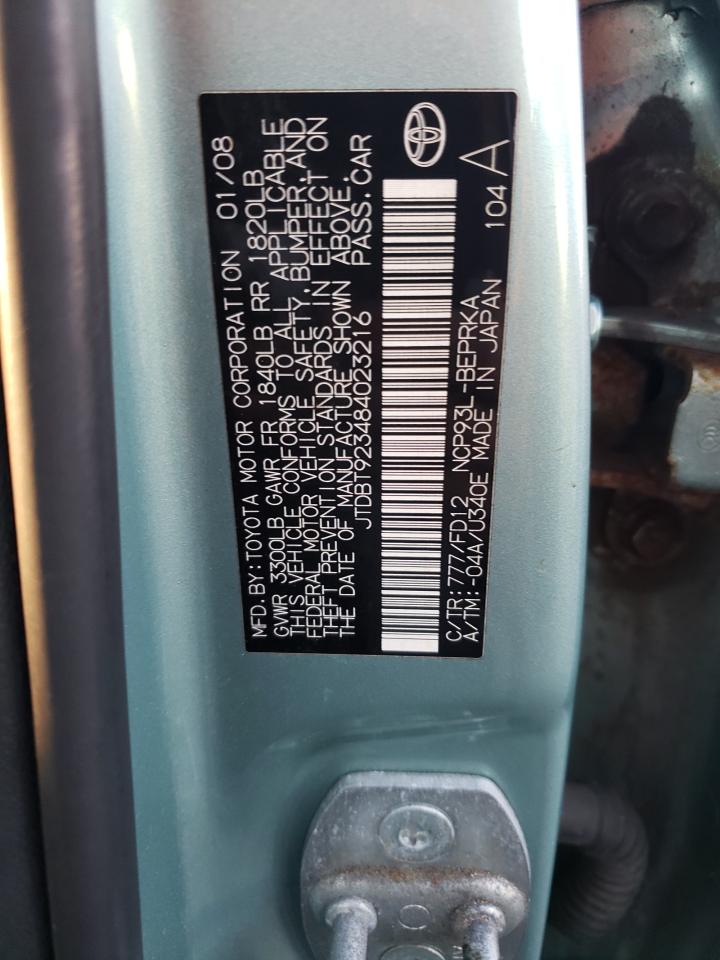 MFD. BY: TOYOTA MOTOR CORPORATION 01/08
GVWR 3300LB GAWR FR 1840LB RR 1820LB
THIS VEHICLE CONFORMS TO ALL APPLICABLE
FEDERAL MOTOR VEHICLE SAFETY, BUMPER, AND
THEFT PREVENTION STANDARDS IN EFFECT ON
THE DATE OF MANUFACTURE SHOWN ABOVE.
JTDBT923484023216 PASS. CAR
C/TR: 777/FD12 NCP93L-BEPRKA
A/TM: -04A/U340E MADE IN JAPAN 104 A